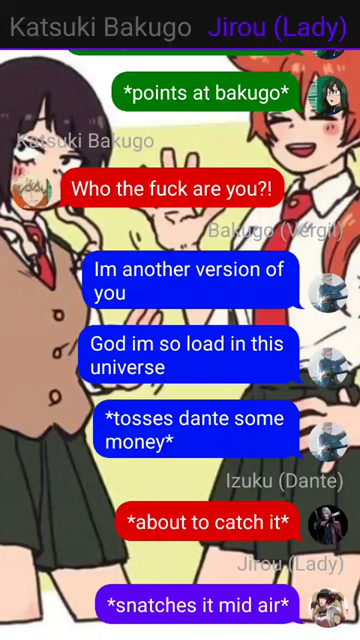 Katsuki Bakugo Jirou (Lady)
*points at bakugo*
Katsuki Bakugo
Who the fuck are you?!
Bakugo (Vergil)
Im another version of
you
God im so load in this
universe
*tosses dante some
money*
Izuku (Dante)
*about to catch it*
Jirou (Lady)
*snatches it mid air*